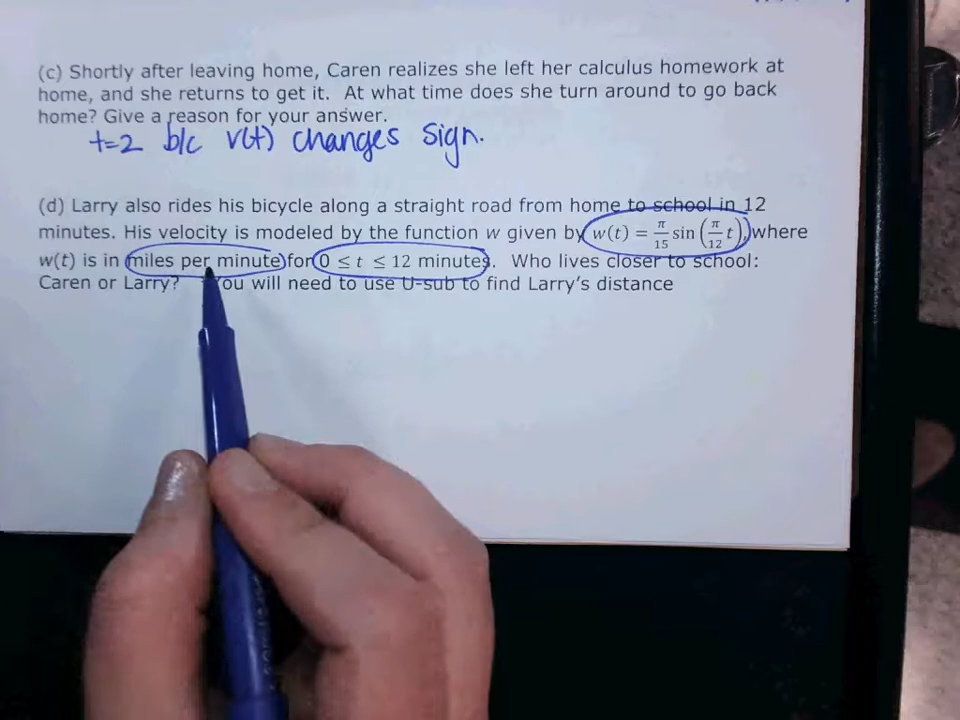 (c) Shortly after leaving home, Caren realizes she left her calculus homework at
home, and she returns to get it. At what time does she turn around to go back
home? Give a reason for your answer.
t=2 b/c v(t) changes sign.
(d) Larry also rides his bicycle along a straight road from home to school in 12
minutes. His velocity is modeled by the function w given by w(t) = π/15 sin (π/12 t), where
w(t) is in miles per minute for 0 ≤ t ≤ 12 minutes. Who lives closer to school:
Caren or Larry? You will need to use U-sub to find Larry's distance